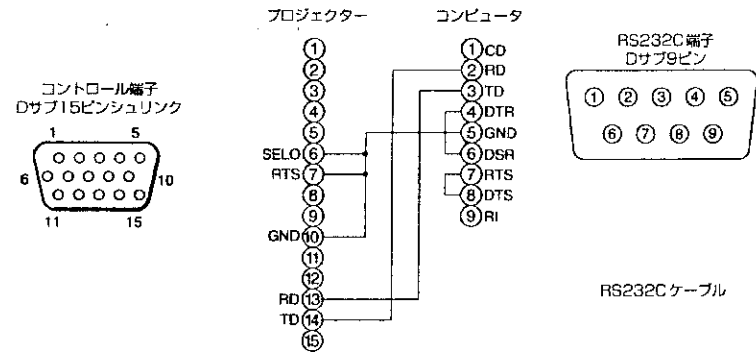 プロジェクター
コンピュータ
コントロール端子
Dサブ15ピンシュリンク
1 5
6 10
11 15
①
②
③
④
⑤
SELO ⑥
RTS ⑦
⑧
⑨
GND ⑩
⑪
⑫
RD ⑬
TD ⑭
⑮
① CD
② RD
③ TD
④ DTR
⑤ GND
⑥ DSR
⑦ RTS
⑧ DTS
⑨ RI
RS232C端子
Dサブ9ピン
① ② ③ ④ ⑤
⑥ ⑦ ⑧ ⑨
RS232Cケーブル